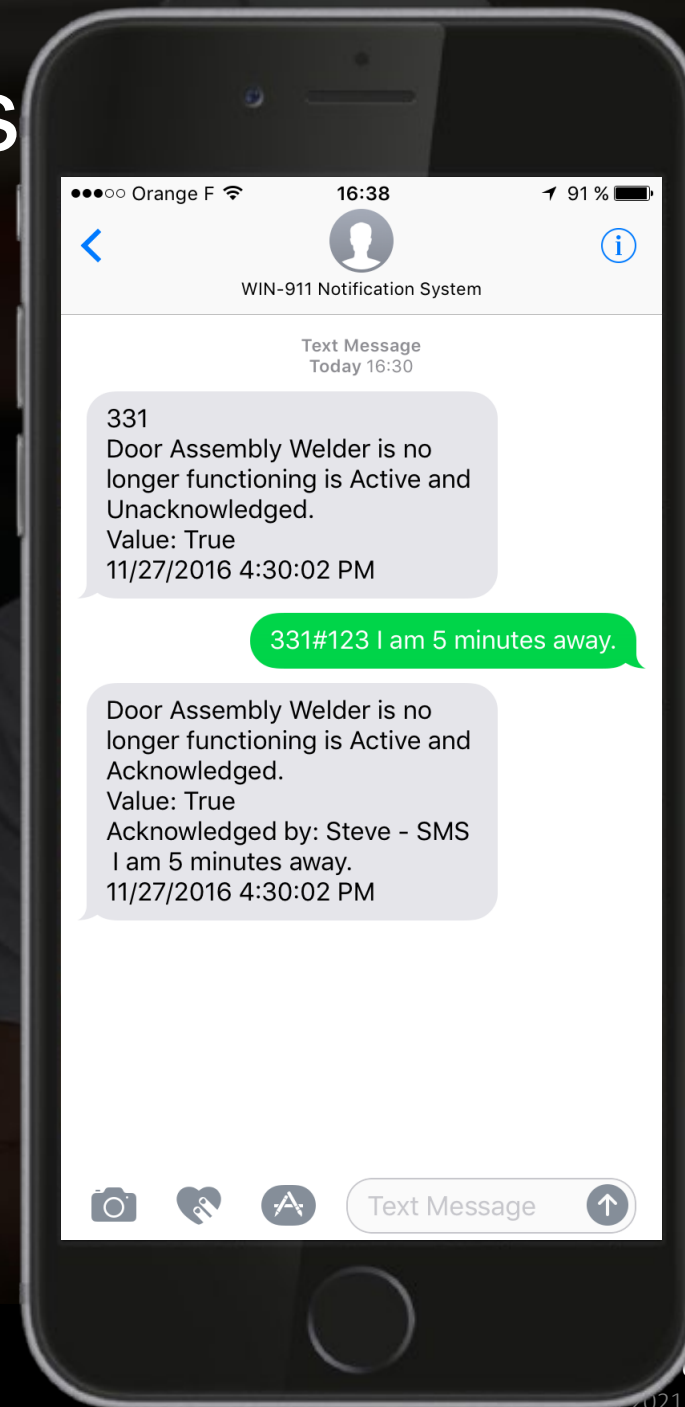 S
Orange F 16:38 91 %
WIN-911 Notification System
Text Message
Today 16:30
331
Door Assembly Welder is no
longer functioning is Active and
Unacknowledged.
Value: True
11/27/2016 4:30:02 PM
331#123 I am 5 minutes away.
Door Assembly Welder is no
longer functioning is Active and
Acknowledged.
Value: True
Acknowledged by: Steve - SMS
I am 5 minutes away.
11/27/2016 4:30:02 PM
Text Message
2021